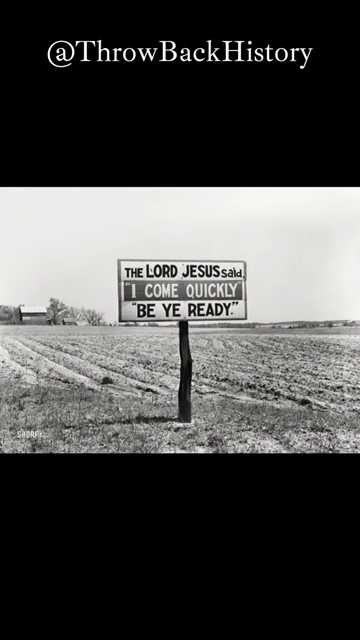 @ThrowBackHistory
THE LORD JESUS said,
"I COME QUICKLY
"BE YE READY."
SHORPY